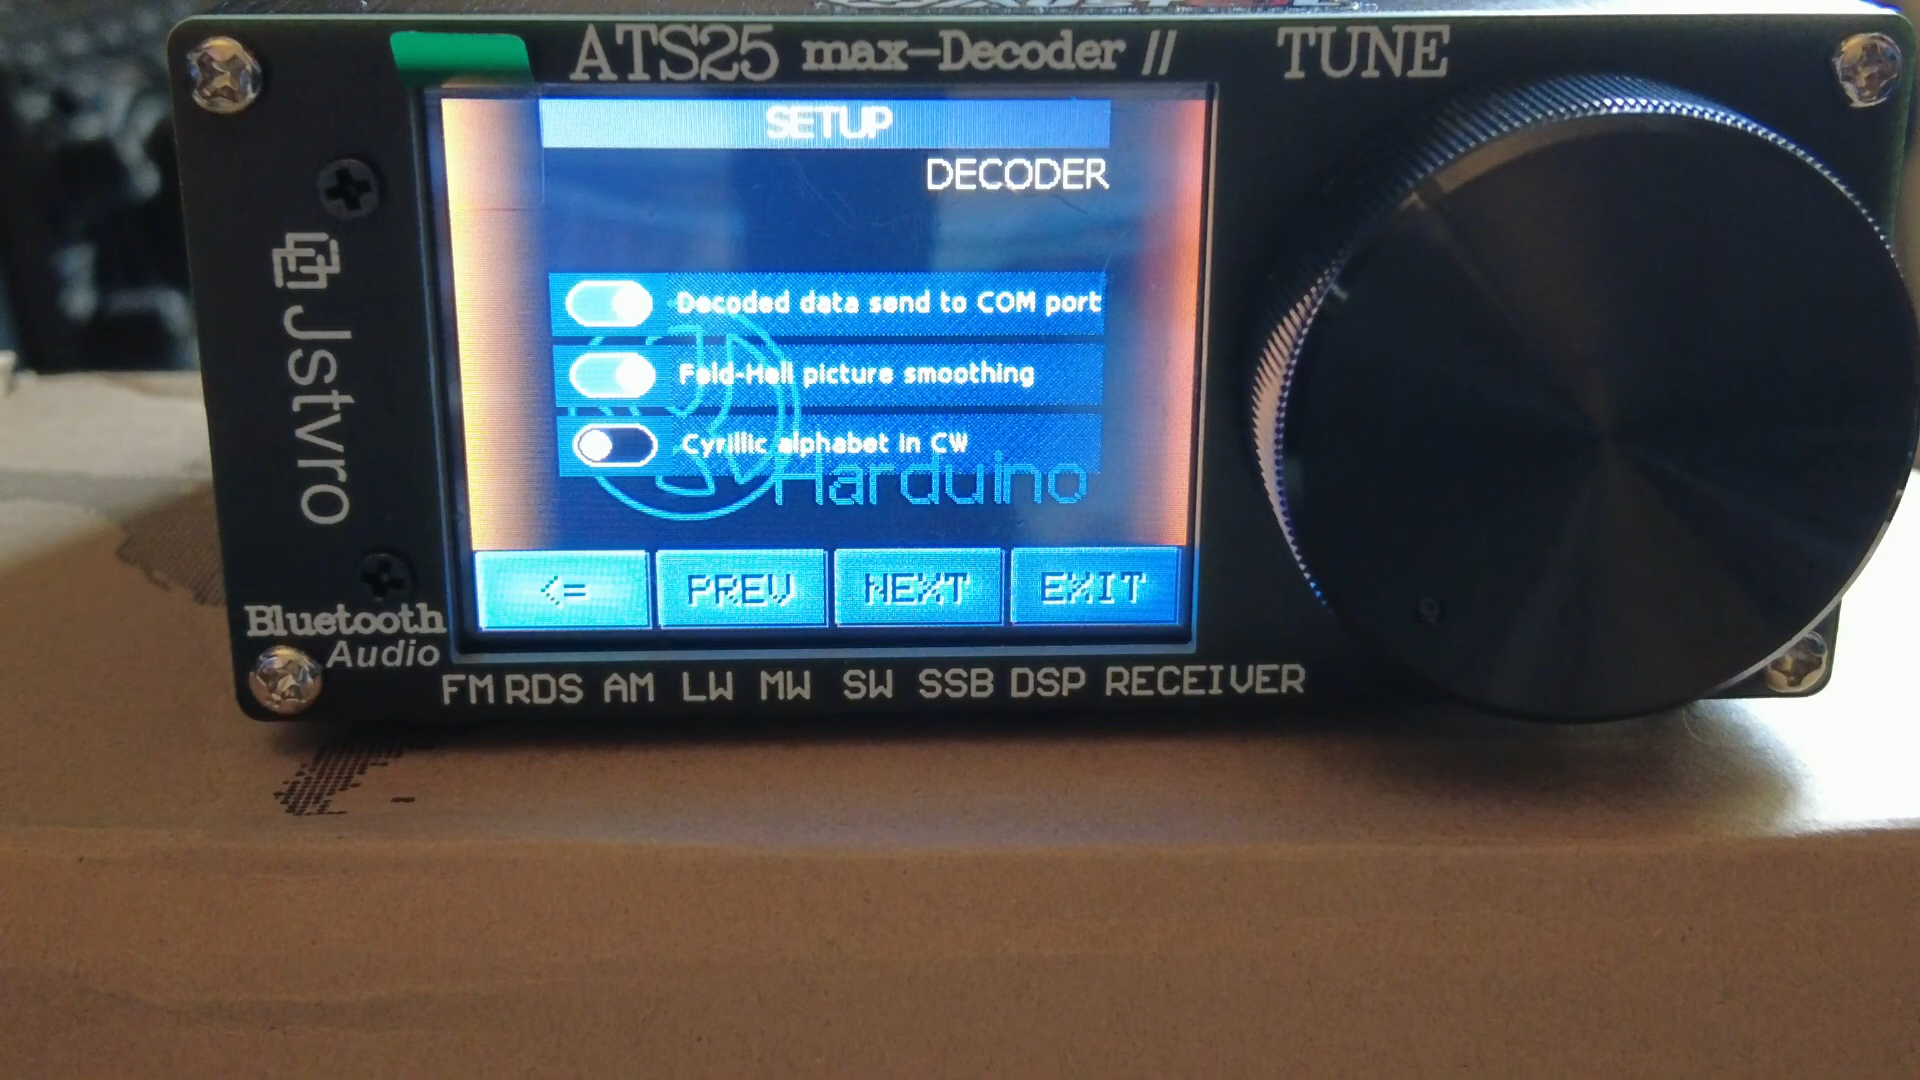 ATS25 max-Decoder II
TUNE
SETUP
DECODER
Decoded data send to COM port
Feld-Hell picture smoothing
Cyrillic alphabet in CW
Harduino
<= PREV NEXT EXIT
Jstvro
Bluetooth
Audio
FM RDS AM LW MW SW SSB DSP RECEIVER